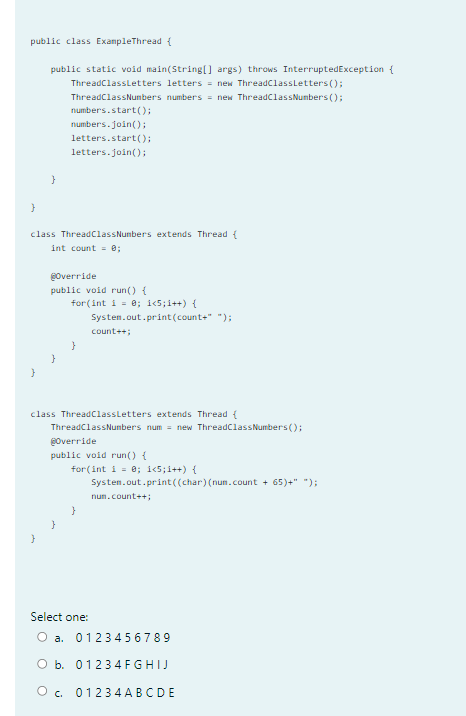 public class ExampleThread {
public static void main(String[] args) throws InterruptedException {
ThreadClassLetters letters = new ThreadClassLetters();
ThreadClassNumbers numbers = new ThreadClassNumbers();
numbers.start();
numbers.join();
letters.start();
letters.join();
}
}
class ThreadClassNumbers extends Thread {
int count = 0;
@Override
public void run() {
for(int i = 0; i<5;i++) {
System.out.print(count+" ");
count++;
}
}
}
class ThreadClassLetters extends Thread {
ThreadClassNumbers num = new ThreadClassNumbers();
@Override
public void run() {
for(int i = 0; i<5;i++) {
System.out.print((char)(num.count + 65)+" ");
num.count++;
}
}
}
Select one:
a. 0 1 2 3 4 5 6 7 8 9
b. 0 1 2 3 4 F G H I J
c. 0 1 2 3 4 A B C D E